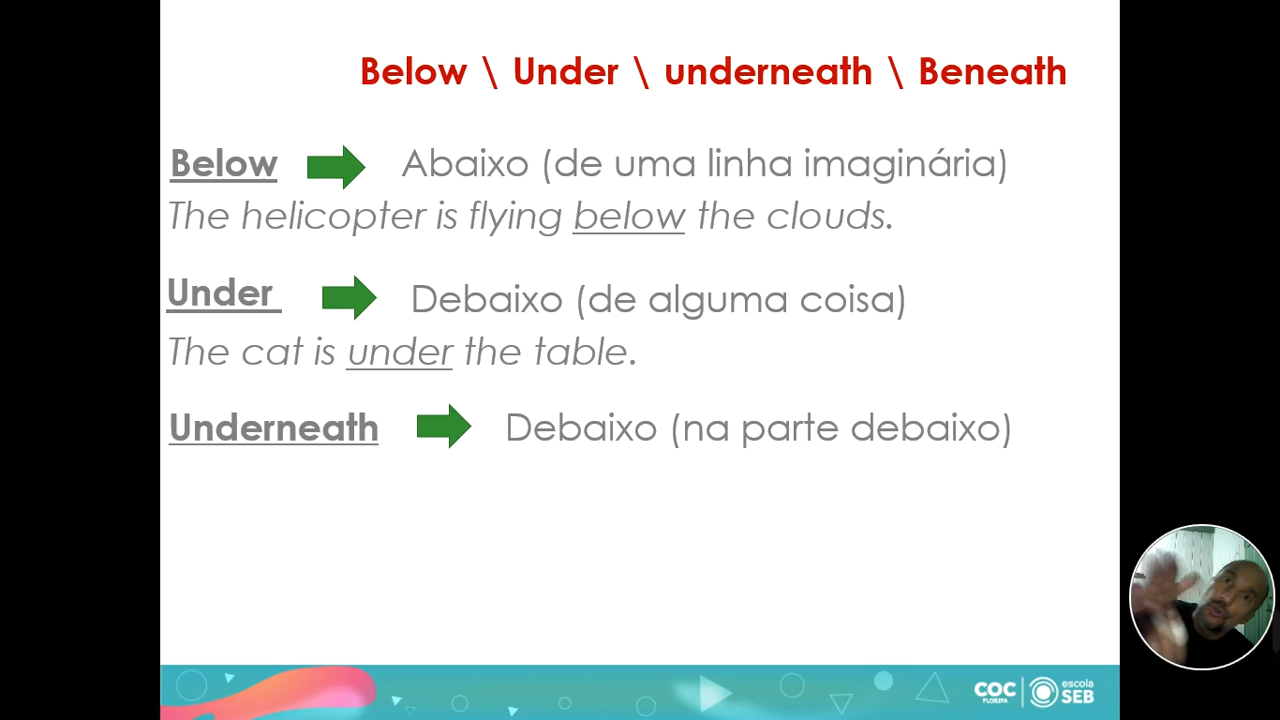 Below \ Under \ underneath \ Beneath
Below Abaixo (de uma linha imaginária)
The helicopter is flying below the clouds.
Under Debaixo (de alguma coisa)
The cat is under the table.
Underneath Debaixo (na parte debaixo)
COC FLORIPA escola SEB